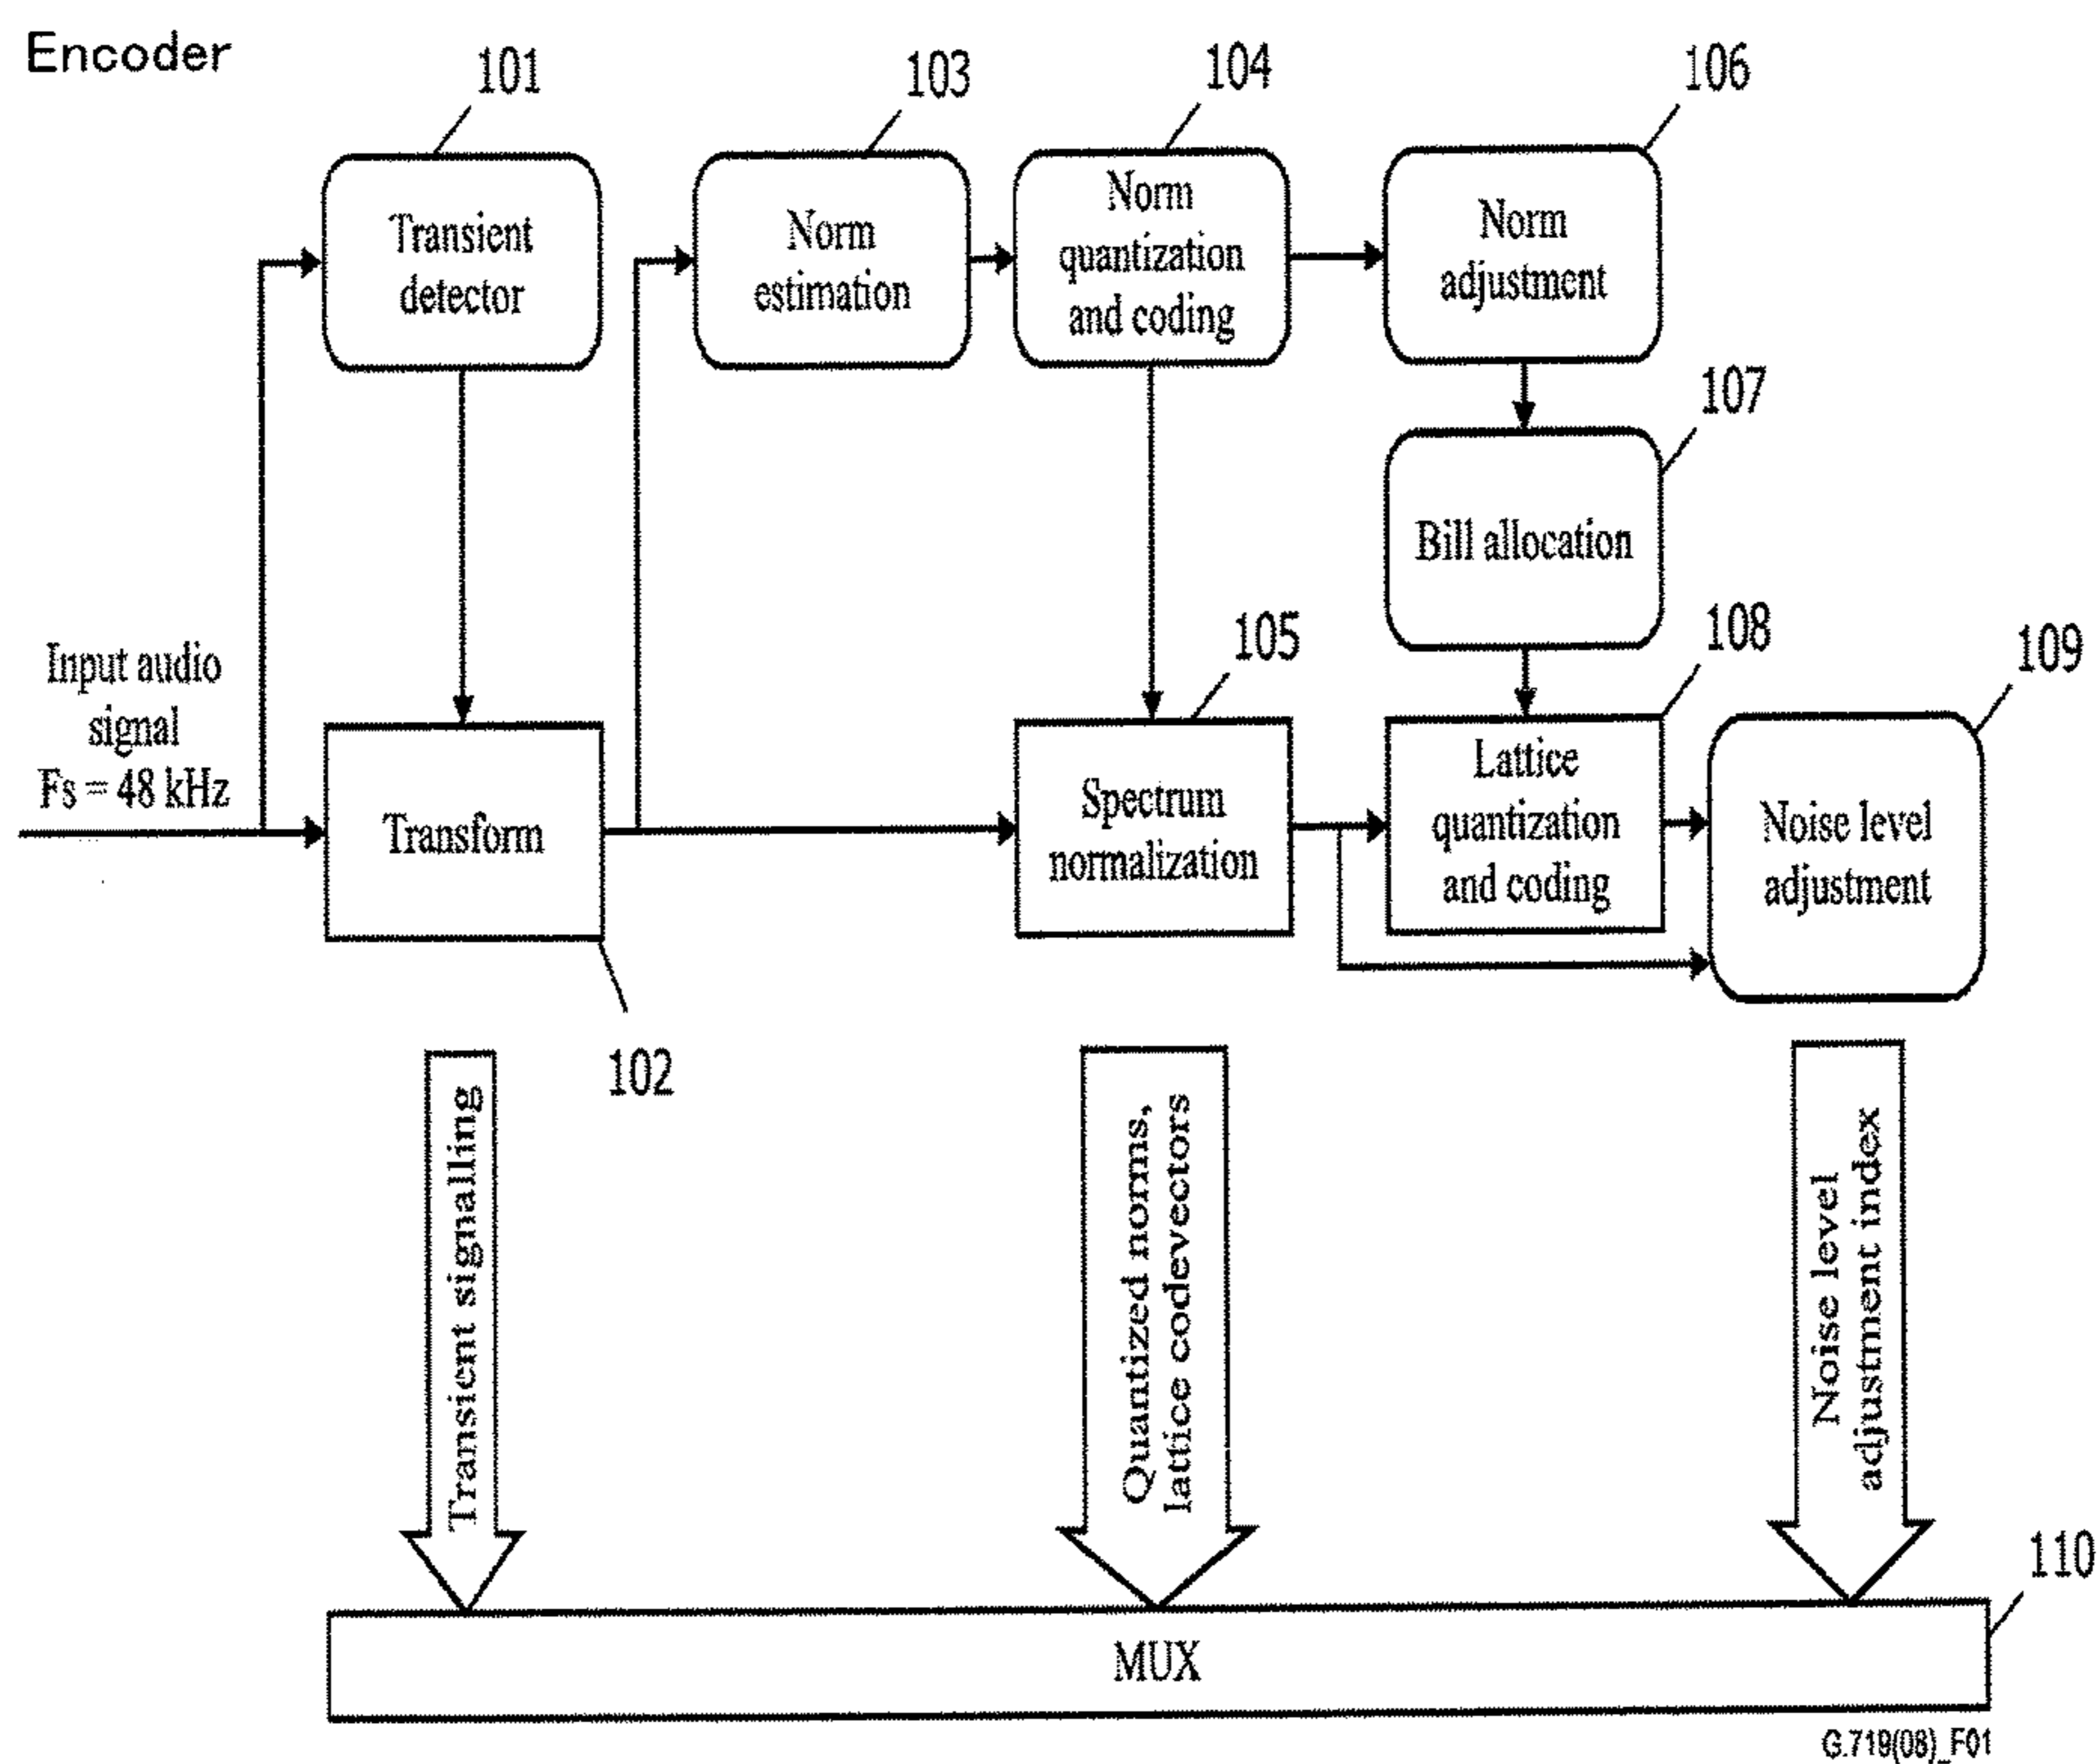 Encoder
101
103
104
106
Transient
detector
Norm
estimation
Norm
quantization
and coding
Norm
adjustment
107
Bill allocation
Input audio
signal
Fs = 48 kHz
105
108
109
Transform
Spectrum
normalization
Lattice
quantization
and coding
Noise level
adjustment
102
Transient signalling
Quantized norms,
lattice codevectors
Noise level
adjustment index
110
MUX
G.719(08)_F01